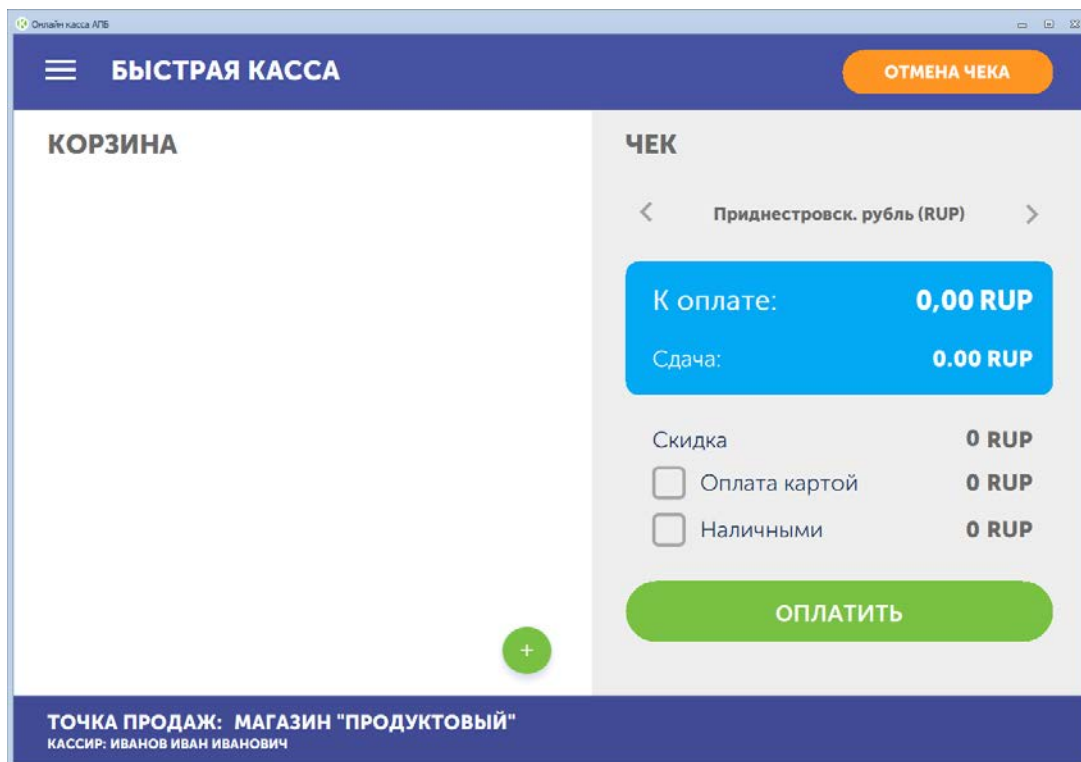 Онлайн касса АПБ
БЫСТРАЯ КАССА
ОТМЕНА ЧЕКА
КОРЗИНА
ЧЕК
Приднестровск. рубль (RUP)
К оплате: 0,00 RUP
Сдача: 0.00 RUP
Скидка 0 RUP
Оплата картой 0 RUP
Наличными 0 RUP
ОПЛАТИТЬ
+
ТОЧКА ПРОДАЖ: МАГАЗИН "ПРОДУКТОВЫЙ"
КАССИР: ИВАНОВ ИВАН ИВАНОВИЧ